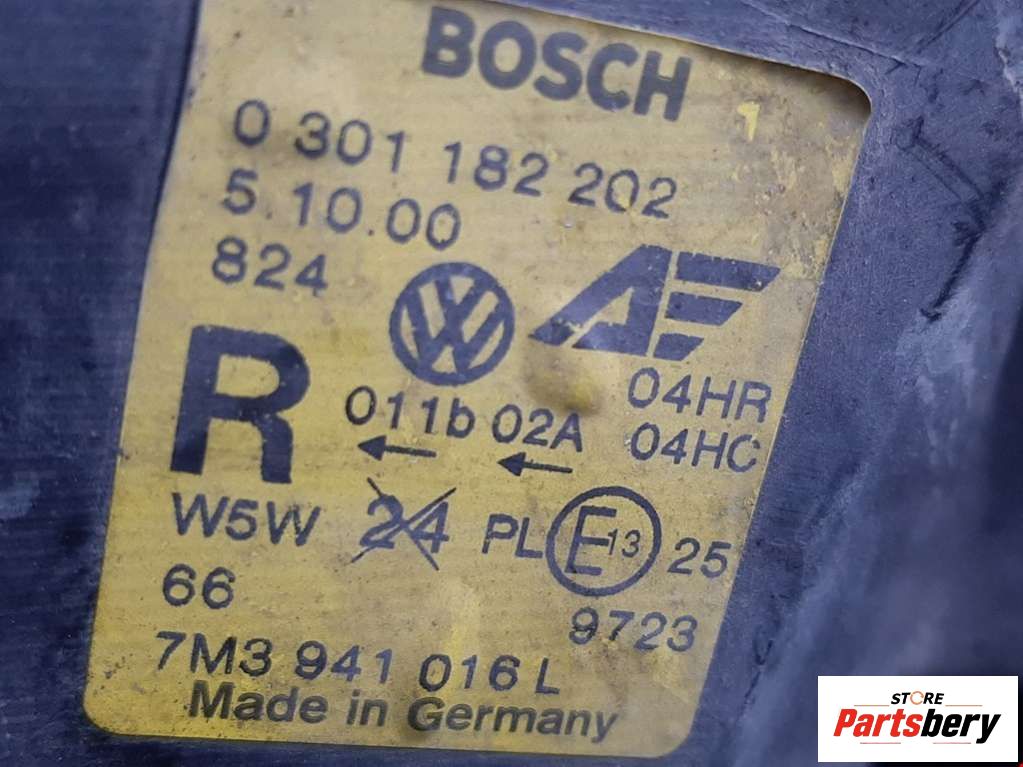 BOSCH
1
0 301 182 202
5.10.00
824
R
04HR
011b 02A 04HC
W5W 24 PL E13 25
66
9723
7M3 941 016 L
Made in Germany
STORE
Partsbery